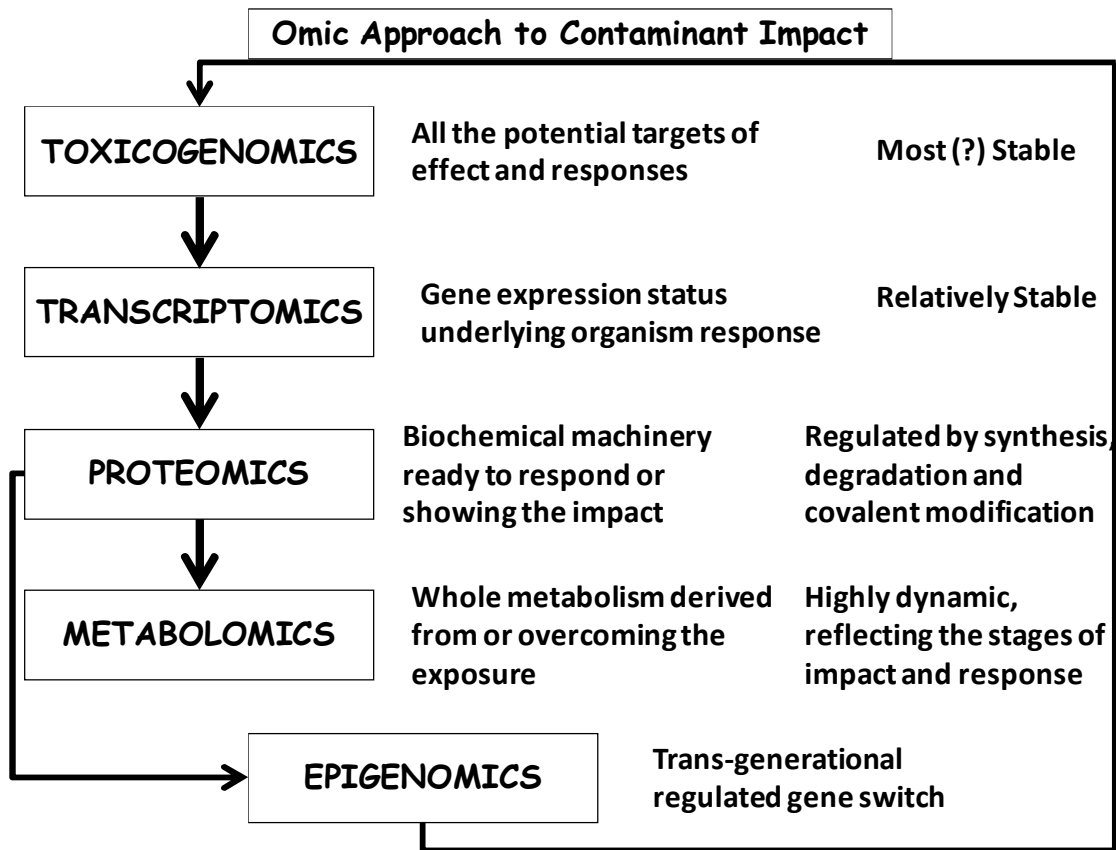 Omic Approach to Contaminant Impact
TOXICOGENOMICS
All the potential targets of
effect and responses
Most (?) Stable
TRANSCRIPTOMICS
Gene expression status
underlying organism response
Relatively Stable
PROTEOMICS
Biochemical machinery
ready to respond or
showing the impact
Regulated by synthesis,
degradation and
covalent modification
METABOLOMICS
Whole metabolism derived
from or overcoming the
exposure
Highly dynamic,
reflecting the stages of
impact and response
EPIGENOMICS
Trans-generational
regulated gene switch